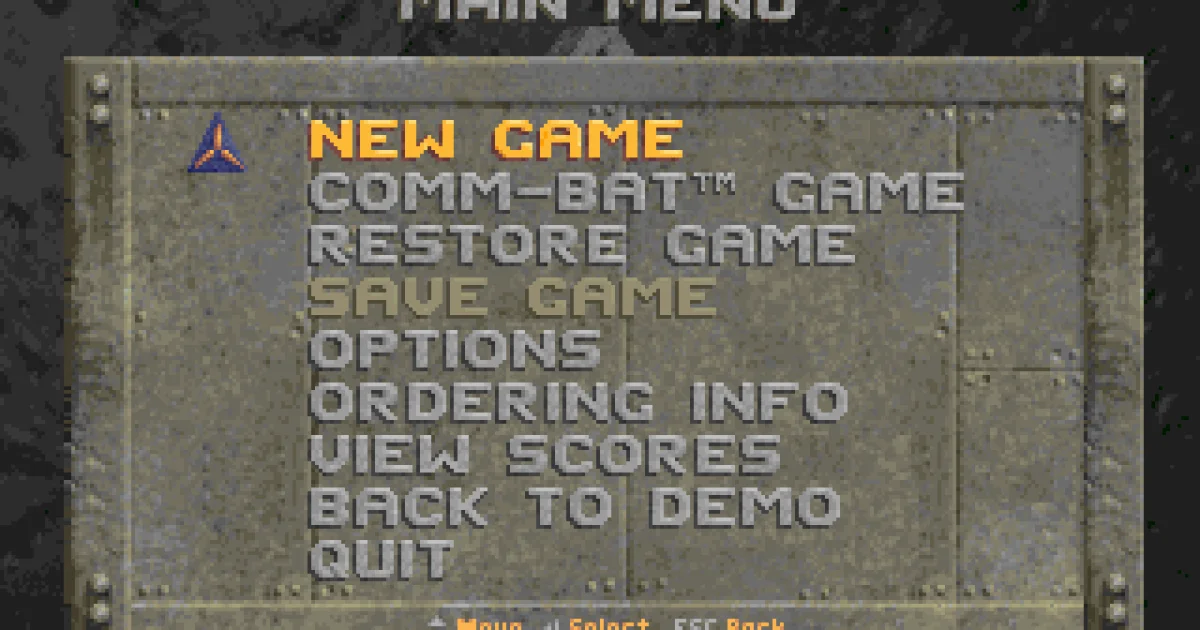 MAIN MENU
NEW GAME
COMM-BAT™ GAME
RESTORE GAME
SAVE GAME
OPTIONS
ORDERING INFO
VIEW SCORES
BACK TO DEMO
QUIT
Move Select ESC Back